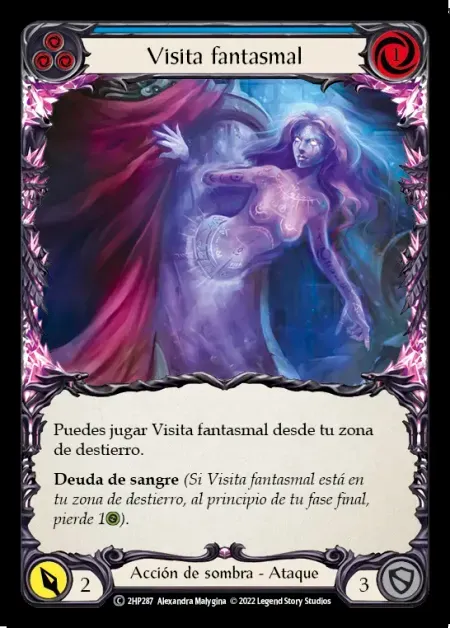 Visita fantasmal
1
Puedes jugar Visita fantasmal desde tu zona
de destierro.
Deuda de sangre (Si Visita fantasmal está en
tu zona de destierro, al principio de tu fase final,
pierde 1).
2
Acción de sombra - Ataque
3
C 2HP287 Alexandra Malygina © 2022 Legend Story Studios